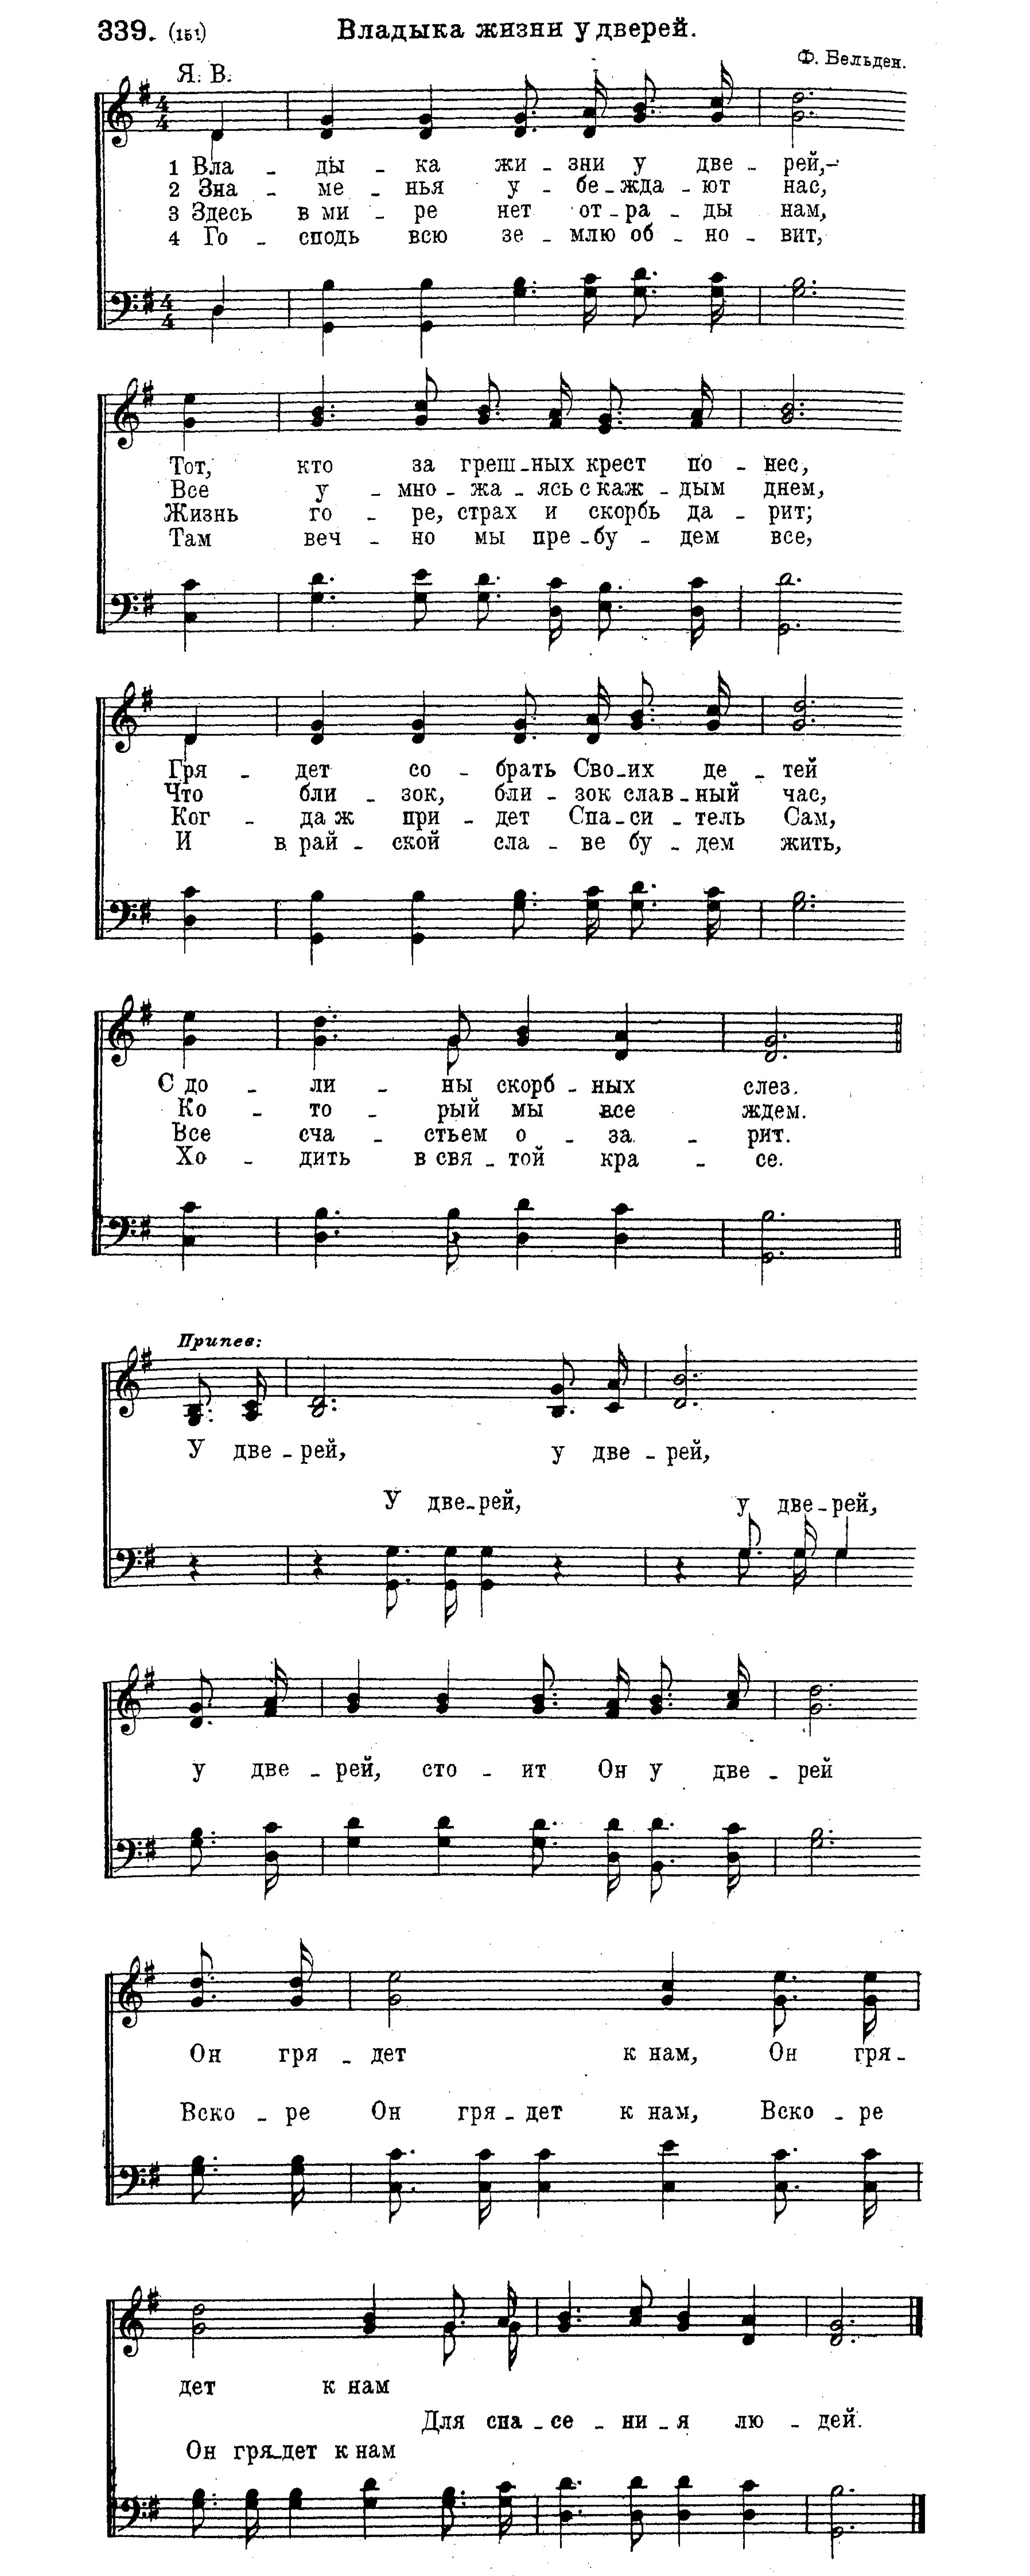 339. (151) Владыка жизни у дверей.
Ф. Бельден.
Я. В.
1 Вла - ды - ка жи - зни у две - рей,-
2 Зна - ме - нья у - бе - жда - ют нас,
3 Здесь в ми - ре нет от - ра - ды нам,
4 Го - сподь всю зе - млю об - но - вит,
Тот, кто за греш - ных крест по - нес,
Все у - мно - жа - ясь с каж - дым днем,
Жизнь го - ре, страх и скорбь да - рит;
Там веч - но мы пре - бу - дем все,
Гря - дет со - брать Сво - их де - тей
Что бли - зок, бли - зок слав - ный час,
Ког - да ж при - дет Спа - си - тель Сам,
И в рай - ской сла - ве бу - дем жить,
С до - ли - ны скорб - ных слез.
Ко - то - рый мы все ждем.
Все сча - стьем о - за - рит.
Хо - дить в свя - той кра - се.
Припев:
У две - рей, у две - рей,
У две - рей, у две - рей,
у две - рей, сто - ит Он у две - рей
Он гря - дет к нам, Он гря -
Вско - ре Он гря - дет к нам, Вско - ре
дет к нам
Для спа - се - ни - я лю - дей.
Он гря - дет к нам